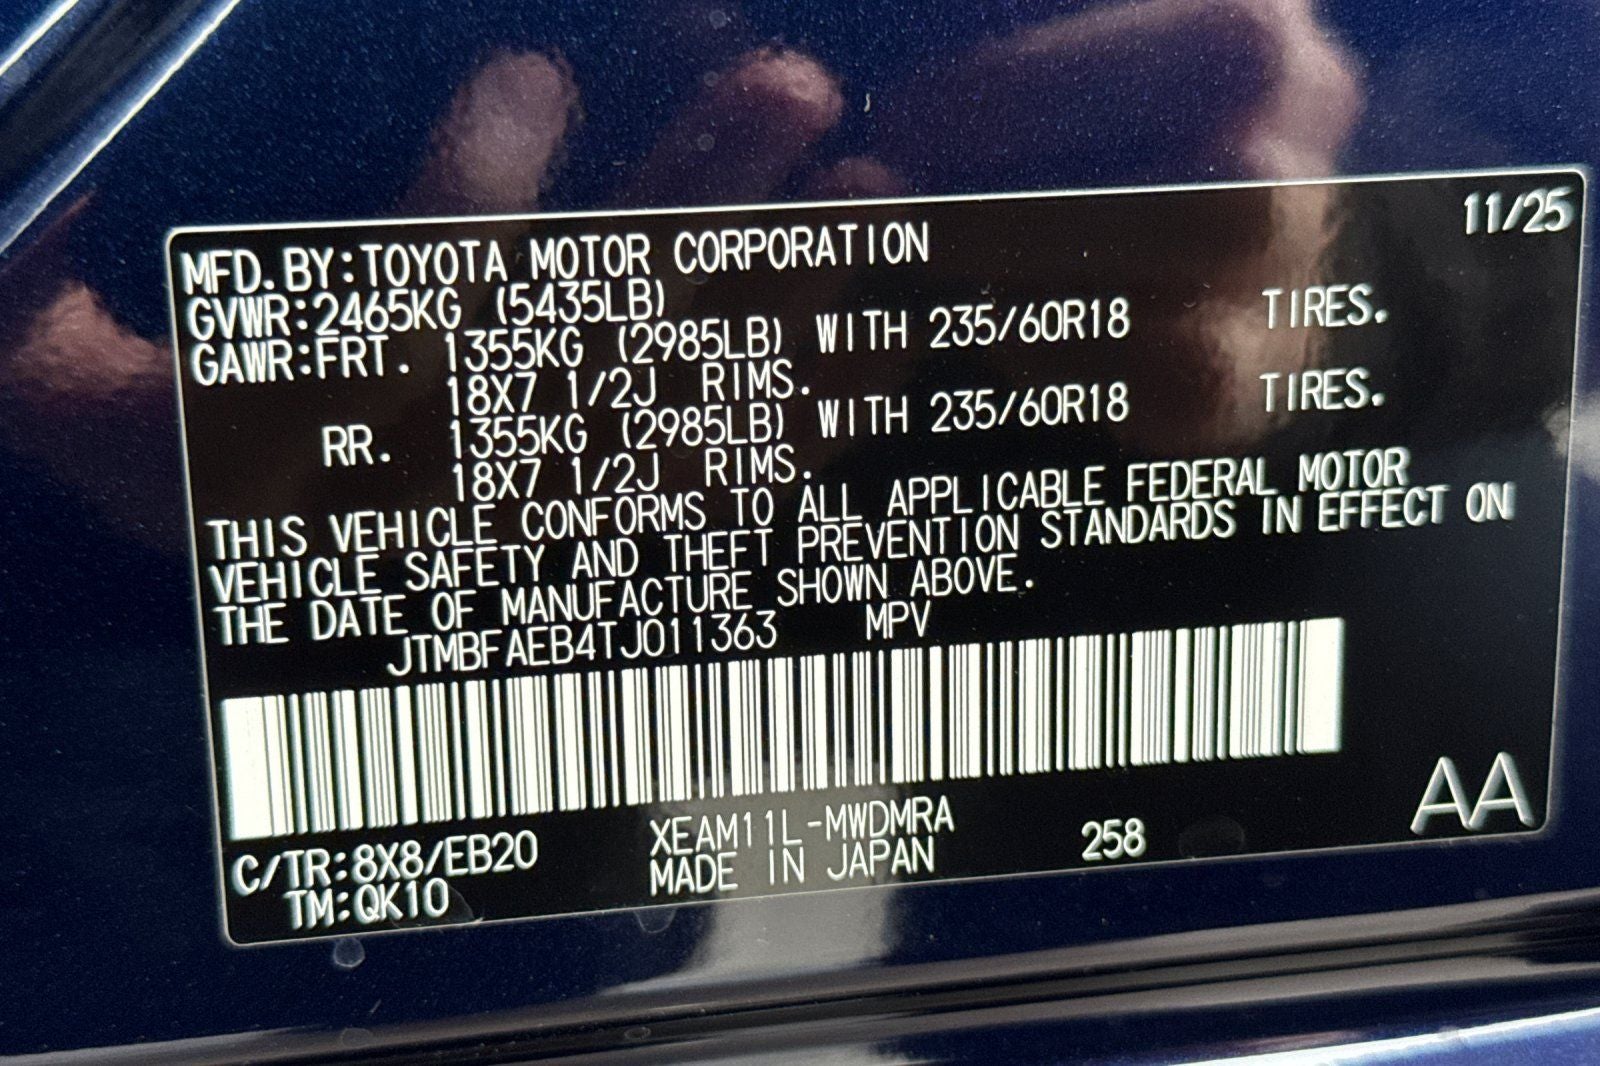 11/25
MFD.BY:TOYOTA MOTOR CORPORATION
GVWR:2465KG (5435LB)
GAWR:FRT. 1355KG (2985LB) WITH 235/60R18 TIRES.
18X7 1/2J RIMS.
RR. 1355KG (2985LB) WITH 235/60R18 TIRES.
18X7 1/2J RIMS.
THIS VEHICLE CONFORMS TO ALL APPLICABLE FEDERAL MOTOR
VEHICLE SAFETY AND THEFT PREVENTION STANDARDS IN EFFECT ON
THE DATE OF MANUFACTURE SHOWN ABOVE.
JTMBFAEB4TJ011363 MPV
C/TR:8X8/EB20 XEAM11L-MWDMRA 258 AA
TM:QK10 MADE IN JAPAN